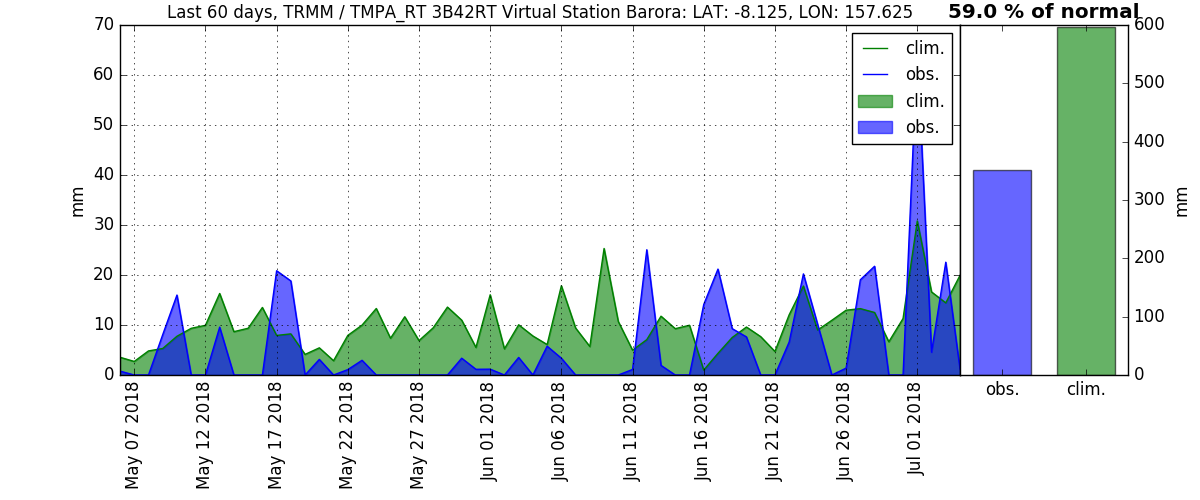 Last 60 days, TRMM / TMPA_RT 3B42RT Virtual Station Barora: LAT: -8.125, LON: 157.625
59.0 % of normal
70
60
50
40
30
20
10
0
mm
clim.
obs.
clim.
obs.
600
500
400
300
200
100
0
mm
obs.
clim.
May 07 2018
May 12 2018
May 17 2018
May 22 2018
May 27 2018
Jun 01 2018
Jun 06 2018
Jun 11 2018
Jun 16 2018
Jun 21 2018
Jun 26 2018
Jul 01 2018